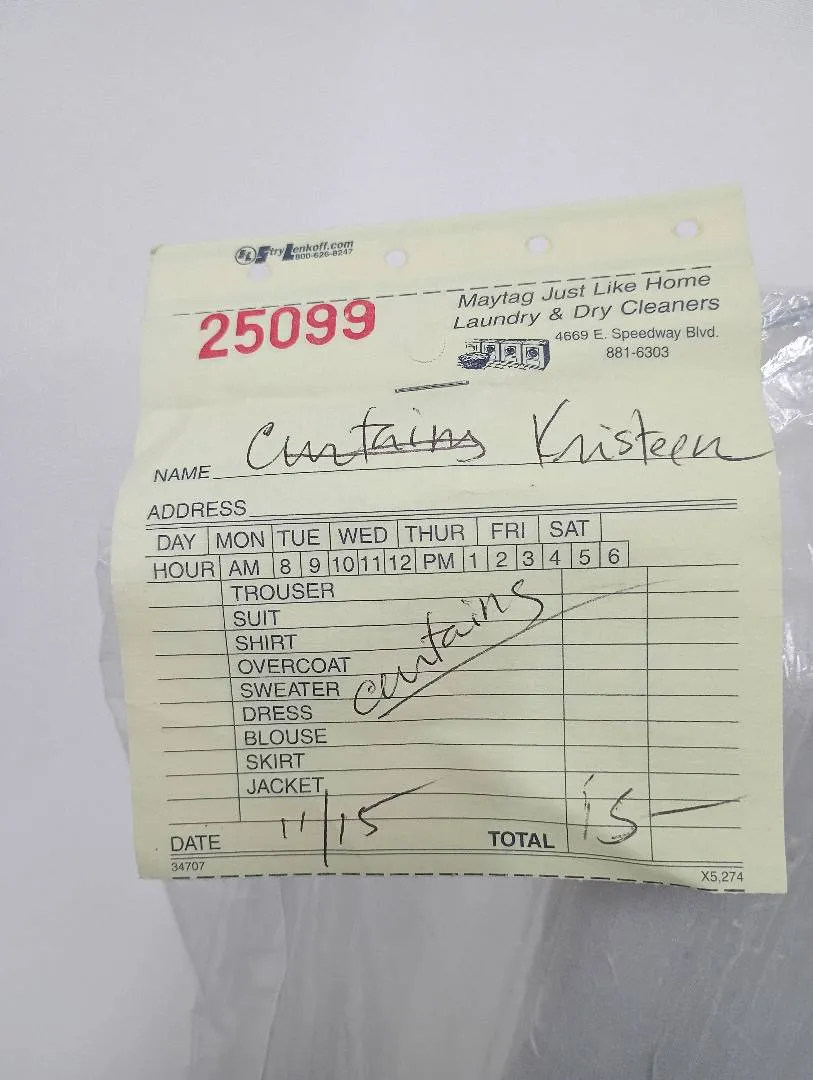 StryLenkoff.com
800-626-8247
25099
Maytag Just Like Home
Laundry & Dry Cleaners
4669 E. Speedway Blvd.
881-6303
NAME Curtains Kristeen
ADDRESS
DAY MON TUE WED THUR FRI SAT
HOUR AM 8 9 10 11 12 PM 1 2 3 4 5 6
TROUSER
SUIT
SHIRT
OVERCOAT
SWEATER
DRESS
BLOUSE
SKIRT
JACKET
curtains
DATE 11/15 TOTAL 15 —
34707 X5,274